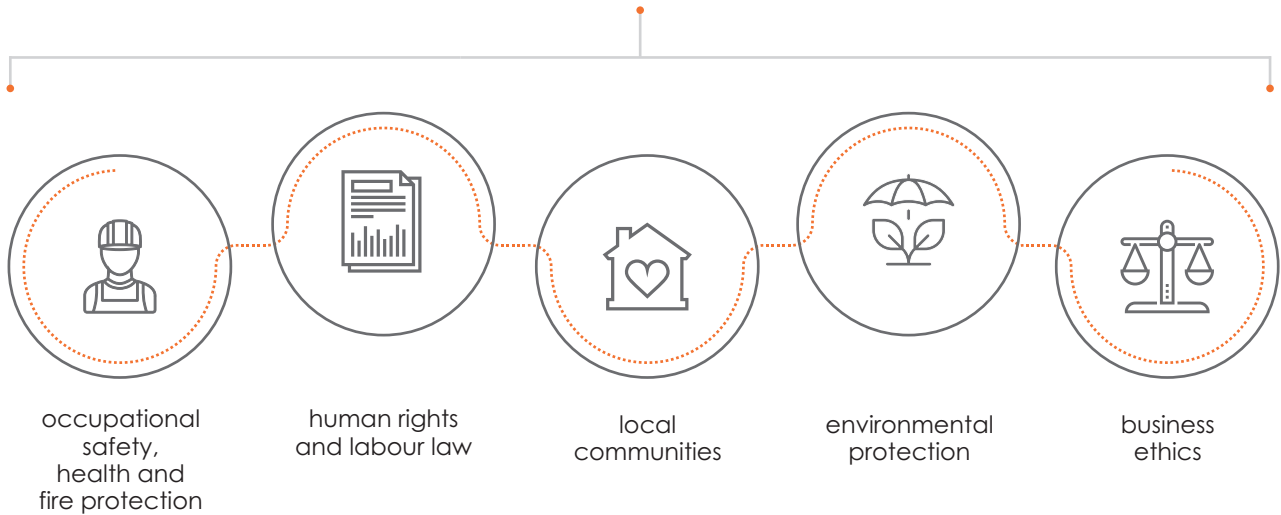 occupational
safety,
health and
fire protection
human rights
and labour law
local
communities
environmental
protection
business
ethics